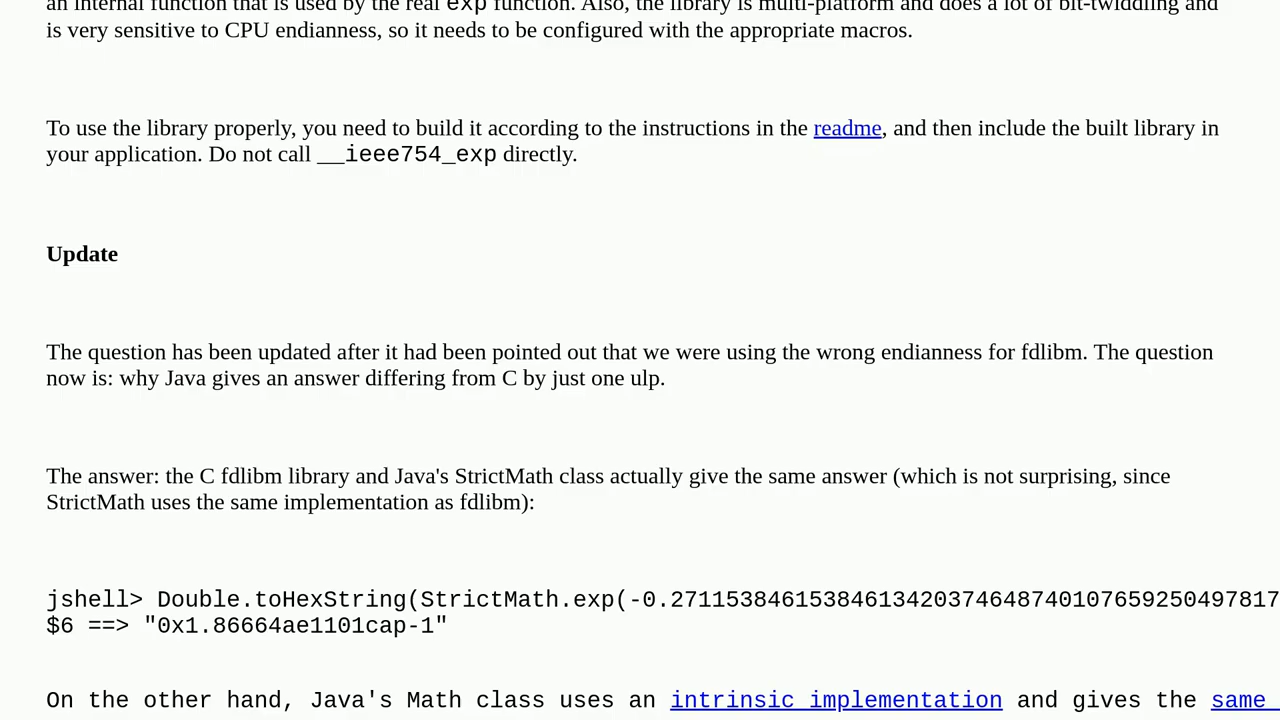 an internal function that is used by the real exp function. Also, the library is multi-platform and does a lot of bit-twiddling and
is very sensitive to CPU endianness, so it needs to be configured with the appropriate macros.
To use the library properly, you need to build it according to the instructions in the readme, and then include the built library in
your application. Do not call __ieee754_exp directly.
Update
The question has been updated after it had been pointed out that we were using the wrong endianness for fdlibm. The question
now is: why Java gives an answer differing from C by just one ulp.
The answer: the C fdlibm library and Java's StrictMath class actually give the same answer (which is not surprising, since
StrictMath uses the same implementation as fdlibm):
jshell> Double.toHexString(StrictMath.exp(-0.27115384615384613420374648740107659250497817
$6 ==> "0x1.86664ae1101cap-1"
On the other hand, Java's Math class uses an intrinsic implementation and gives the same